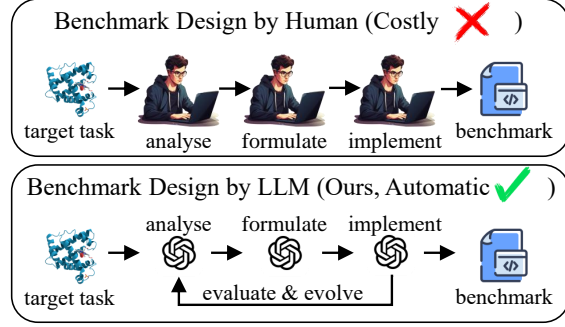 Benchmark Design by Human (Costly ❌ )
target task
analyse
formulate
implement
benchmark
</>
Benchmark Design by LLM (Ours, Automatic ✓ )
analyse
formulate
implement
target task
evaluate & evolve
benchmark
</>